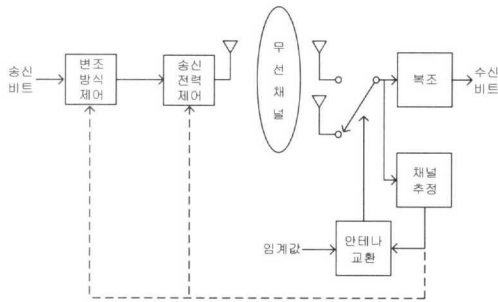 송신
비트
변조
방식
제어
송신
전력
제어
무
선
채
널
복조
수신
비트
채널
추정
임계값
안테나
교환